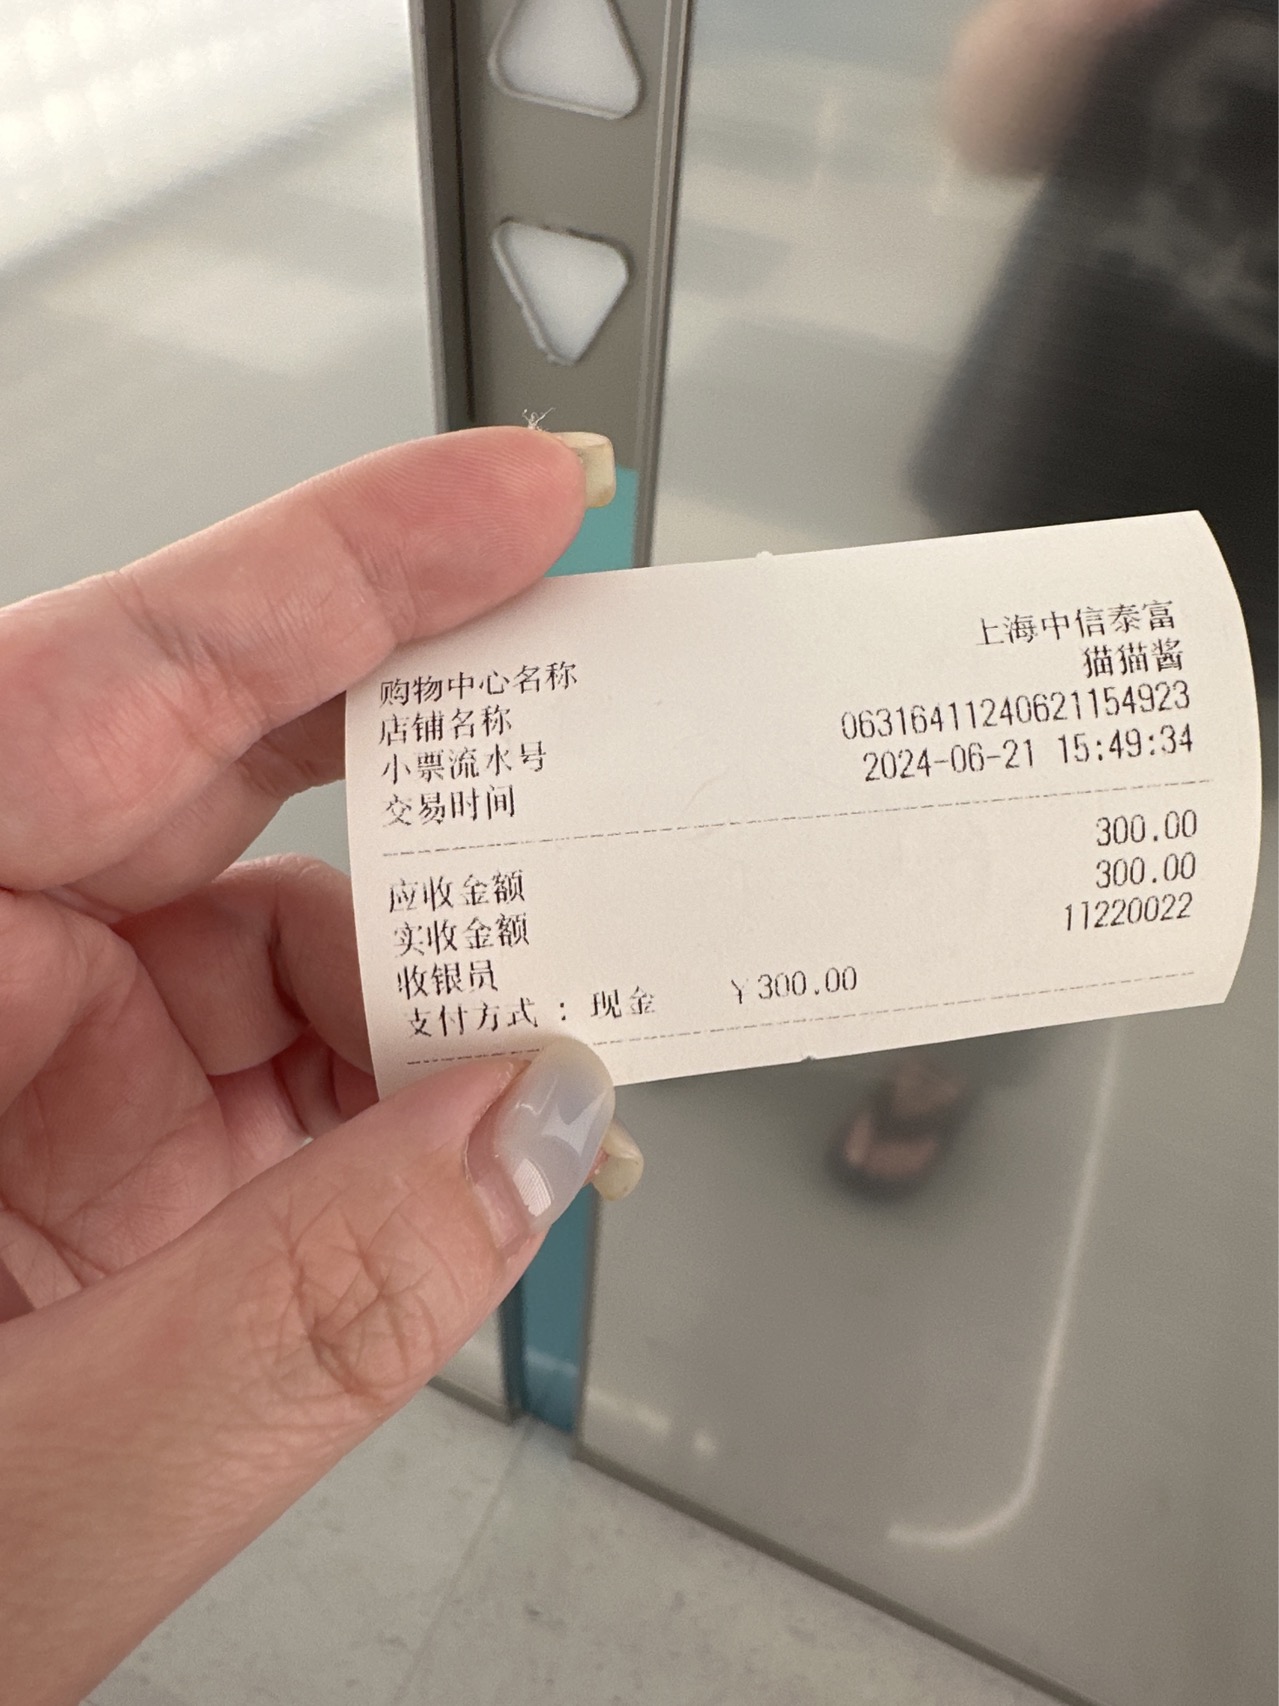 购物中心名称 上海中信泰富
店铺名称 猫猫酱
小票流水号 06316411240621154923
交易时间 2024-06-21 15:49:34
应收金额 300.00
实收金额 300.00
收银员 11220022
支付方式 : 现金 ¥300.00